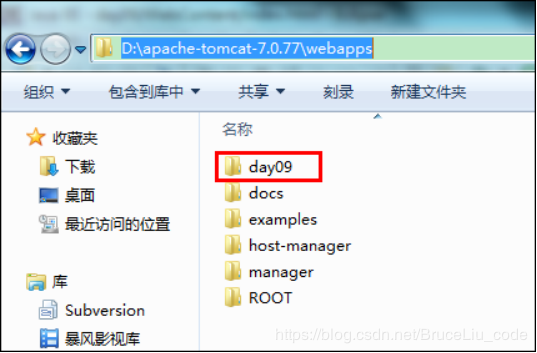 D:\apache-tomcat-7.0.77\webapps
组织 包含到库中 共享 刻录 新建文件夹
收藏夹
下载
桌面
最近访问的位置
库
Subversion
暴风影视库
名称
day09
docs
examples
host-manager
manager
ROOT
https://blog.csdn.net/BruceLiu_code